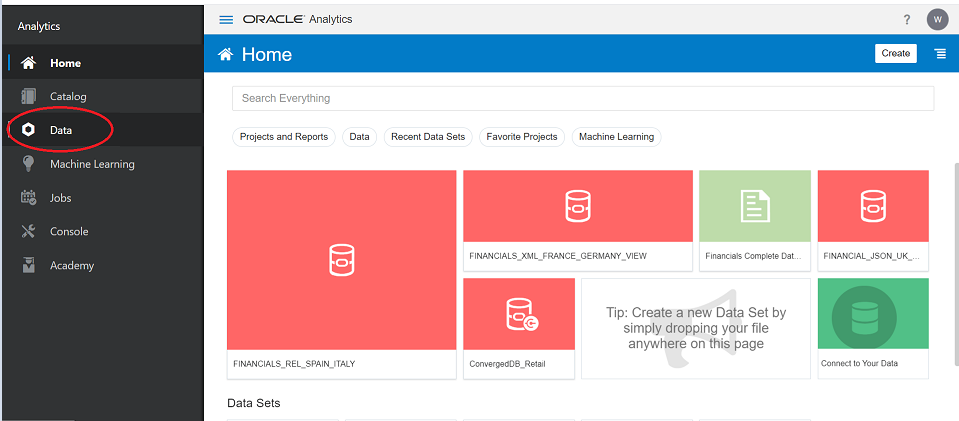 Analytics
Home
Catalog
Data
Machine Learning
Jobs
Console
Academy
ORACLE Analytics
?
W
Home
Create
Search Everything
Projects and Reports
Data
Recent Data Sets
Favorite Projects
Machine Learning
FINANCIALS_REL_SPAIN_ITALY
FINANCIALS_XML_FRANCE_GERMANY_VIEW
Financials Complete Dat...
FINANCIAL_JSON_UK_...
ConvergedDB_Retail
Tip: Create a new Data Set by
simply dropping your file
anywhere on this page
Connect to Your Data
Data Sets